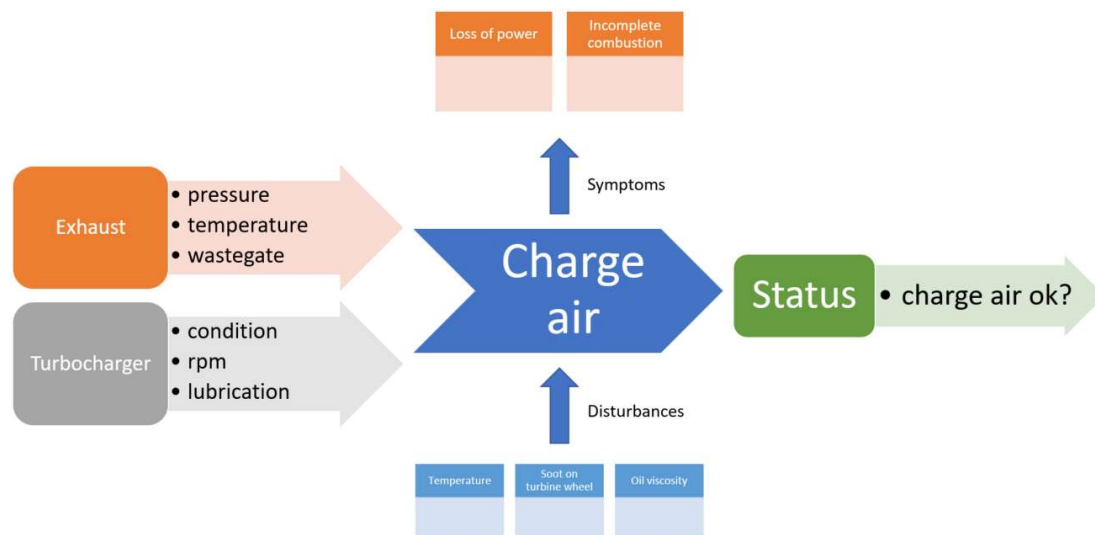 Loss of power
Incomplete
combustion
Symptoms
Exhaust
• pressure
• temperature
• wastegate
Charge
air
Status
• charge air ok?
Turbocharger
• condition
• rpm
• lubrication
Disturbances
Temperature
Soot on
turbine wheel
Oil viscosity